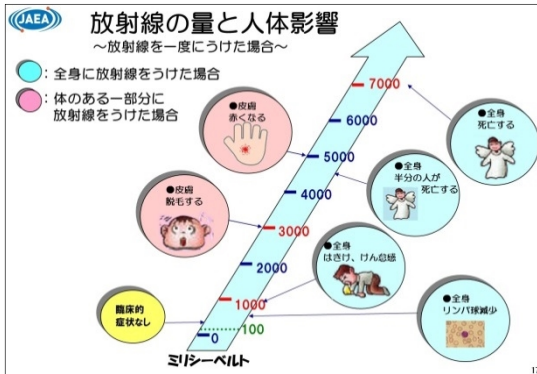 JAEA
放射線の量と人体影響
～放射線を一度にうけた場合～
：全身に放射線をうけた場合
：体のある一部分に
放射線をうけた場合
●皮膚
赤くなる
●皮膚
脱毛する
臨床的
症状なし
7000
6000
5000
4000
3000
2000
1000
100
0
ミリシーベルト
●全身
死亡する
●全身
半分の人が
死亡する
●全身
はきけ、けん怠感
●全身
リンパ球減少